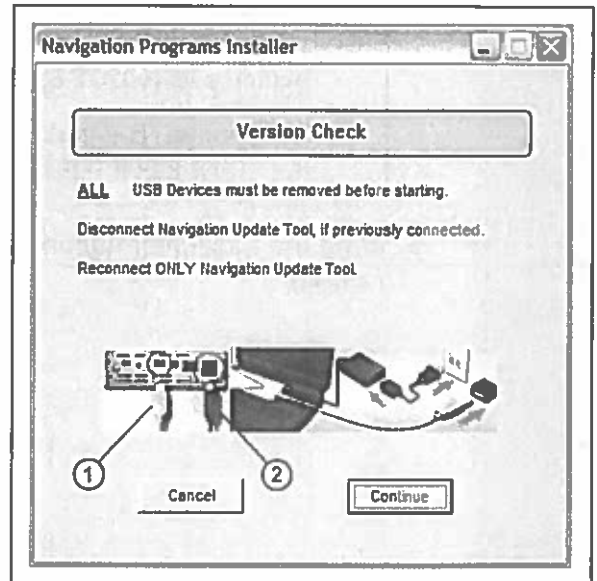 Navigation Programs Installer
Version Check
ALL USB Devices must be removed before starting.
Disconnect Navigation Update Tool, if previously connected.
Reconnect ONLY Navigation Update Tool.
1
2
Cancel
Continue